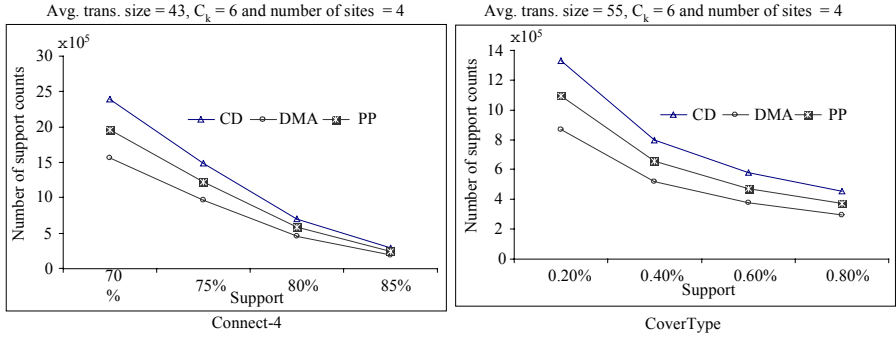 Avg. trans. size = 43, Ck = 6 and number of sites = 4
x10^5
Number of support counts
30
25
20
15
10
5
0
CD
DMA
PP
70
%
75%
80%
85%
Support
Connect-4
Avg. trans. size = 55, Ck = 6 and number of sites = 4
x10^5
Number of support counts
14
12
10
8
6
4
2
0
CD
DMA
PP
0.20%
0.40%
0.60%
0.80%
Support
CoverType